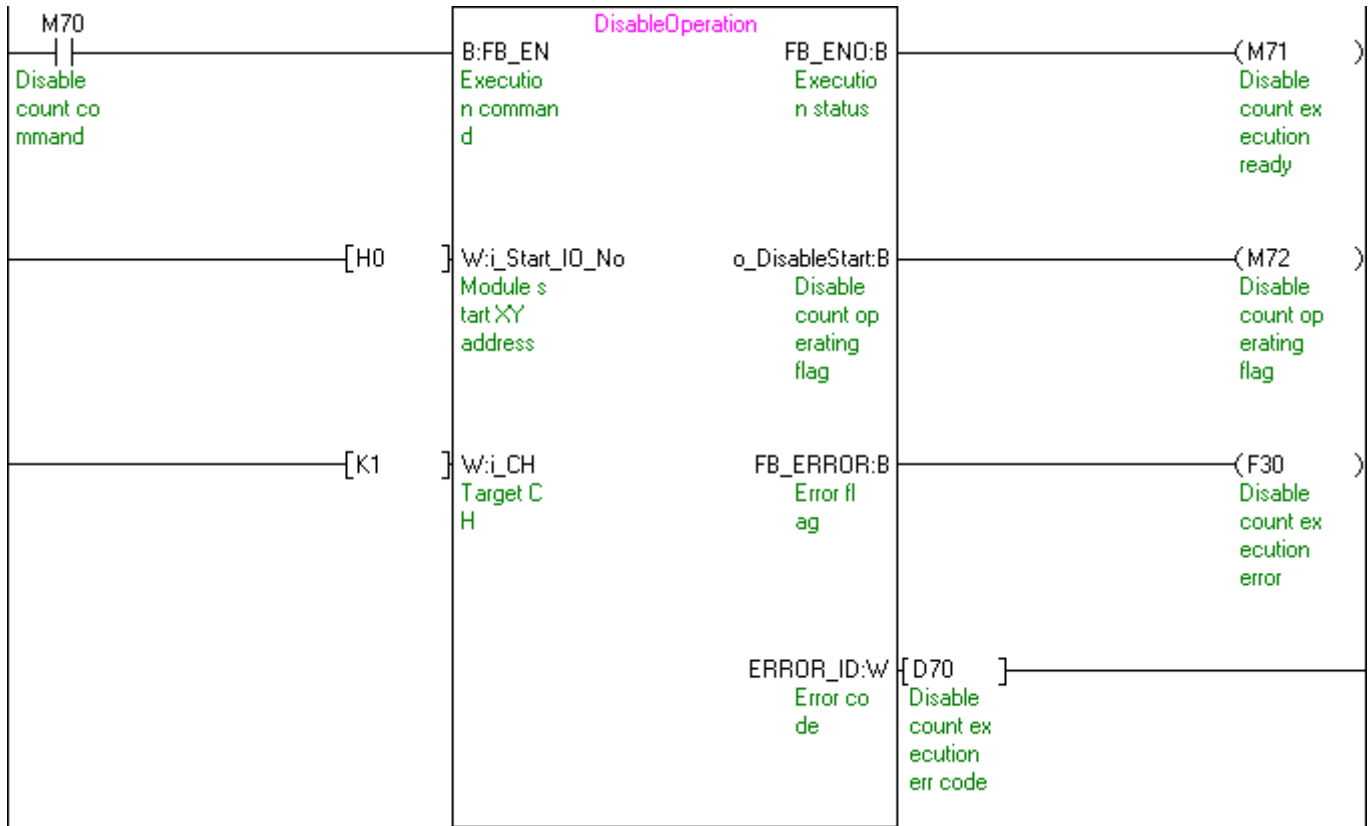 M70
DisableOperation
B:FB_EN
FB_ENO:B
(M71 )
Disable
count co
mmand
Executio
n comman
d
Executio
n status
Disable
count ex
ecution
ready
[H0 ]
W:i_Start_IO_No
o_DisableStart:B
(M72 )
Module s
tart XY
address
Disable
count op
erating
flag
Disable
count op
erating
flag
[K1 ]
W:i_CH
FB_ERROR:B
(F30 )
Target C
H
Error fl
ag
Disable
count ex
ecution
error
ERROR_ID:W
[D70 ]
Error co
de
Disable
count ex
ecution
err code